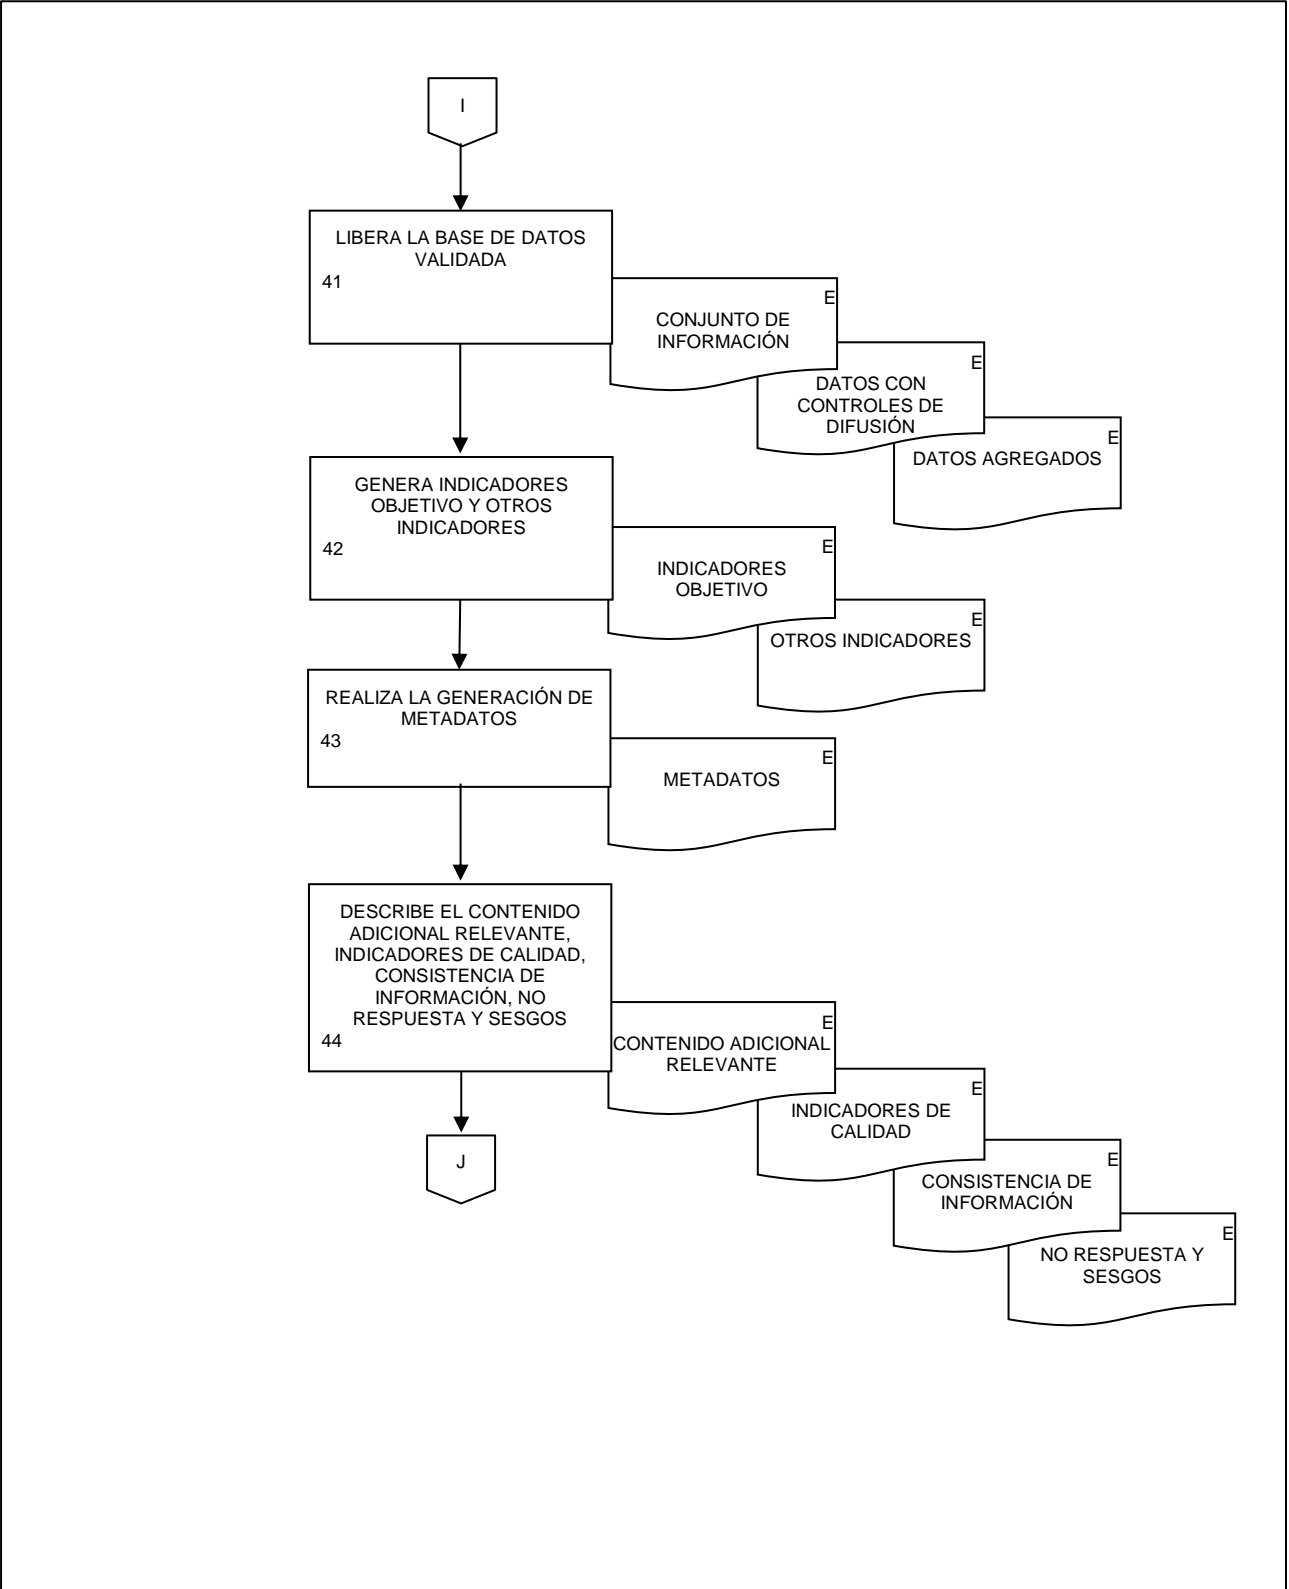 I
LIBERA LA BASE DE DATOS
VALIDADA
41
E
CONJUNTO DE
INFORMACIÓN
E
DATOS CON
CONTROLES DE
DIFUSIÓN
E
DATOS AGREGADOS
GENERA INDICADORES
OBJETIVO Y OTROS
INDICADORES
42
E
INDICADORES
OBJETIVO
E
OTROS INDICADORES
REALIZA LA GENERACIÓN DE
METADATOS
43
E
METADATOS
DESCRIBE EL CONTENIDO
ADICIONAL RELEVANTE,
INDICADORES DE CALIDAD,
CONSISTENCIA DE
INFORMACIÓN, NO
RESPUESTA Y SESGOS
44
E
CONTENIDO ADICIONAL
RELEVANTE
E
INDICADORES DE
CALIDAD
E
CONSISTENCIA DE
INFORMACIÓN
E
NO RESPUESTA Y
SESGOS
J